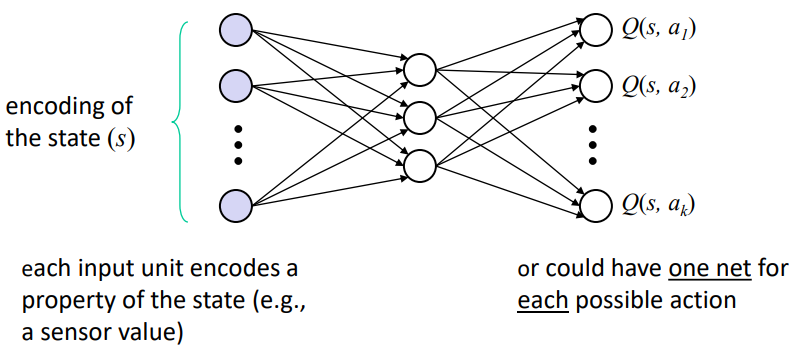 Q(s, a1)
Q(s, a2)
encoding of
the state (s)
Q(s, ak)
each input unit encodes a
property of the state (e.g.,
a sensor value)
or could have one net for
each possible action